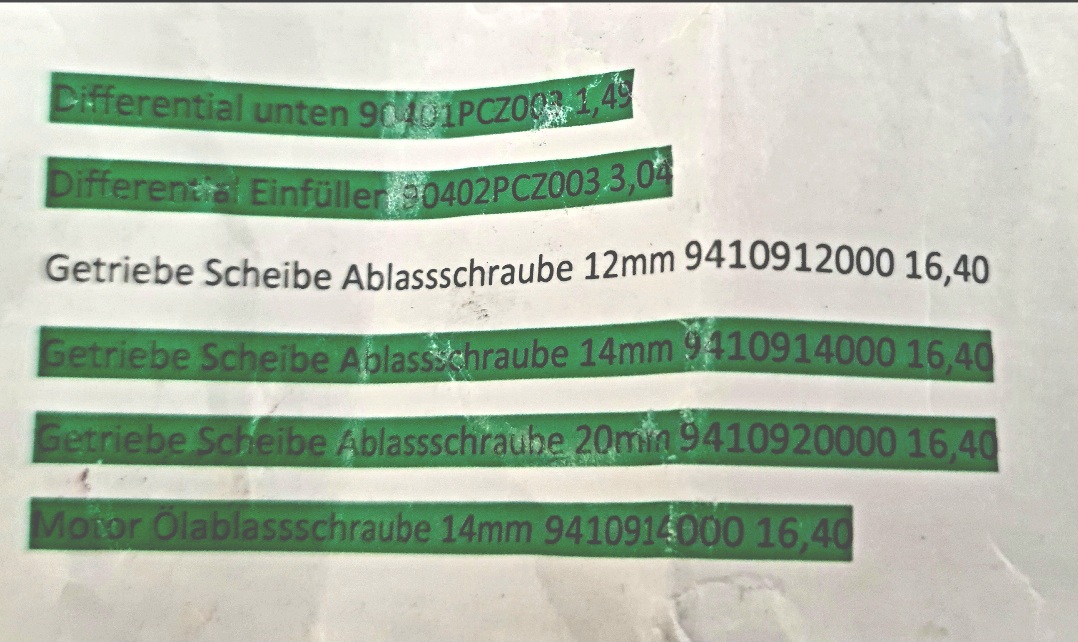 Differential unten 90401PCZ003 1,49
Differential Einfüller 90402PCZ003 3,04
Getriebe Scheibe Ablassschraube 12mm 9410912000 16,40
Getriebe Scheibe Ablassschraube 14mm 9410914000 16,40
Getriebe Scheibe Ablassschraube 20mm 9410920000 16,40
Motor Ölablassschraube 14mm 9410914000 16,40